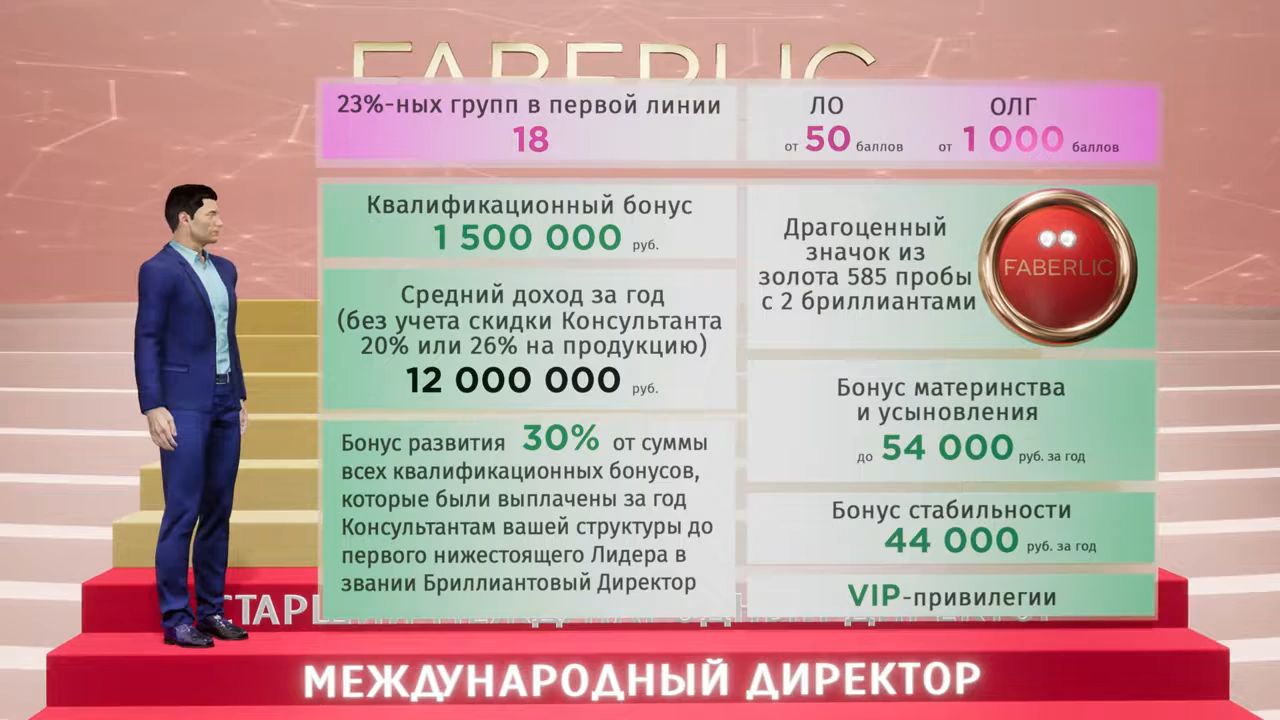 FABERLIC
23%-ных групп в первой линии
18
ЛО
от 50 баллов
ОЛГ
от 1 000 баллов
Квалификационный бонус
1 500 000 руб.
Средний доход за год
(без учета скидки Консультанта
20% или 26% на продукцию)
12 000 000 руб.
Бонус развития 30% от суммы
всех квалификационных бонусов,
которые были выплачены за год
Консультантам вашей структуры до
первого нижестоящего Лидера в
звании Бриллиантовый Директор
Драгоценный
значок из
золота 585 пробы
с 2 бриллиантами
FABERLIC
Бонус материнства
и усыновления
до 54 000 руб. за год
Бонус стабильности
44 000 руб. за год
VIP-привилегии
МЕЖДУНАРОДНЫЙ ДИРЕКТОР